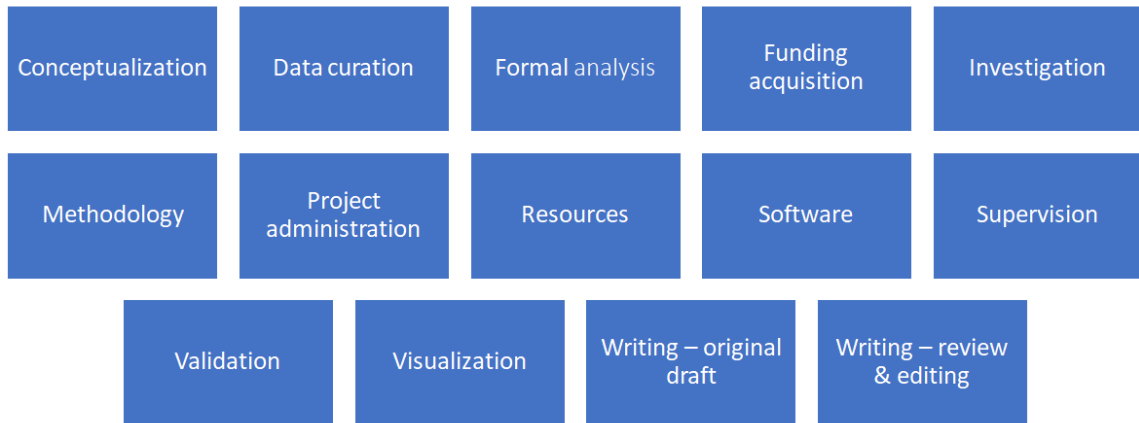 Conceptualization
Data curation
Formal analysis
Funding
acquisition
Investigation
Methodology
Project
administration
Resources
Software
Supervision
Validation
Visualization
Writing – original
draft
Writing – review
& editing